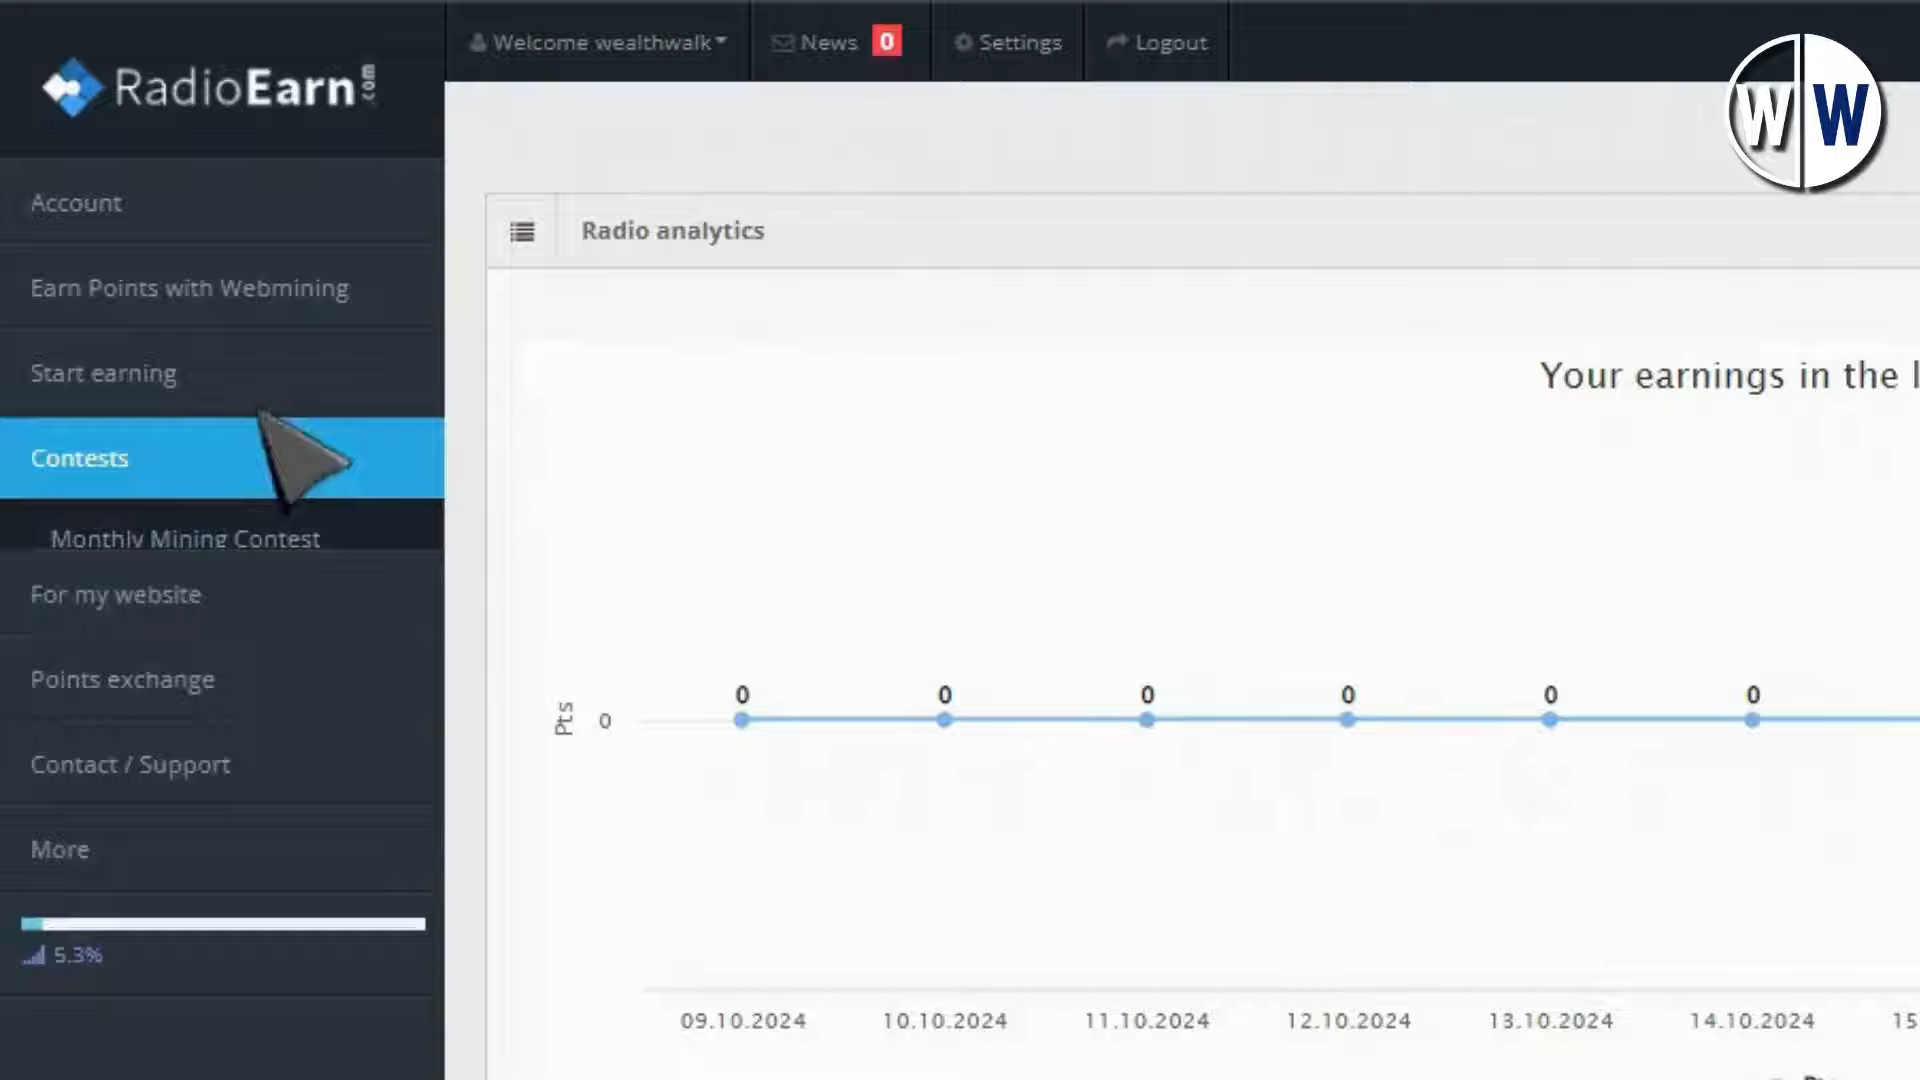 Welcome wealthwalk
News 0
Settings
Logout
RadioEarn.com
WW
Account
Earn Points with Webmining
Start earning
Contests
Monthly Mining Contest
For my website
Points exchange
Contact / Support
More
5.3%
Radio analytics
Your earnings in the
0 0 0 0 0 0
Pts
0
09.10.2024 10.10.2024 11.10.2024 12.10.2024 13.10.2024 14.10.2024 15